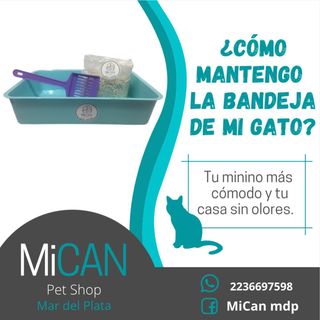 ¿CÓMO
MANTENGO
LA BANDEJA
DE MI GATO?
Tu minino más
cómodo y tu
casa sin olores.
MiCAN
Pet Shop
Mar del Plata
2236697598
MiCan mdp